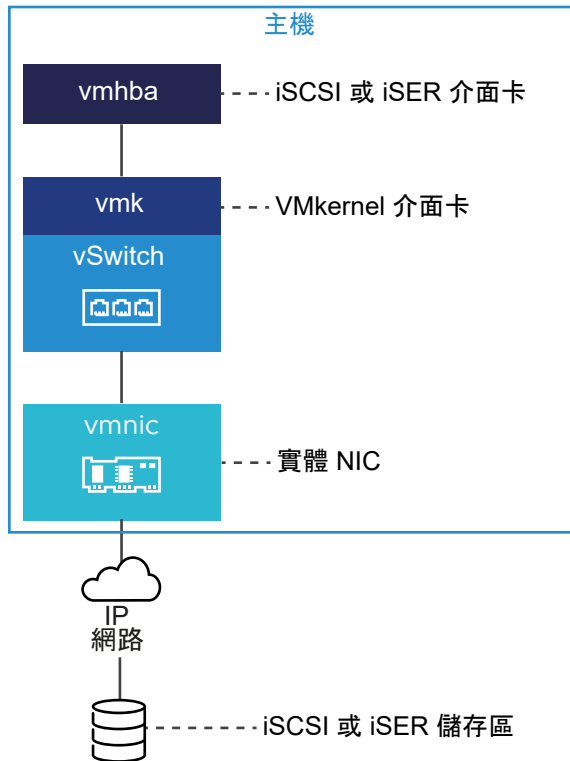 主機
vmhba
iSCSI 或 iSER 介面卡
vmk
VMkernel 介面卡
vSwitch
vmnic
實體 NIC
IP
網路
iSCSI 或 iSER 儲存區